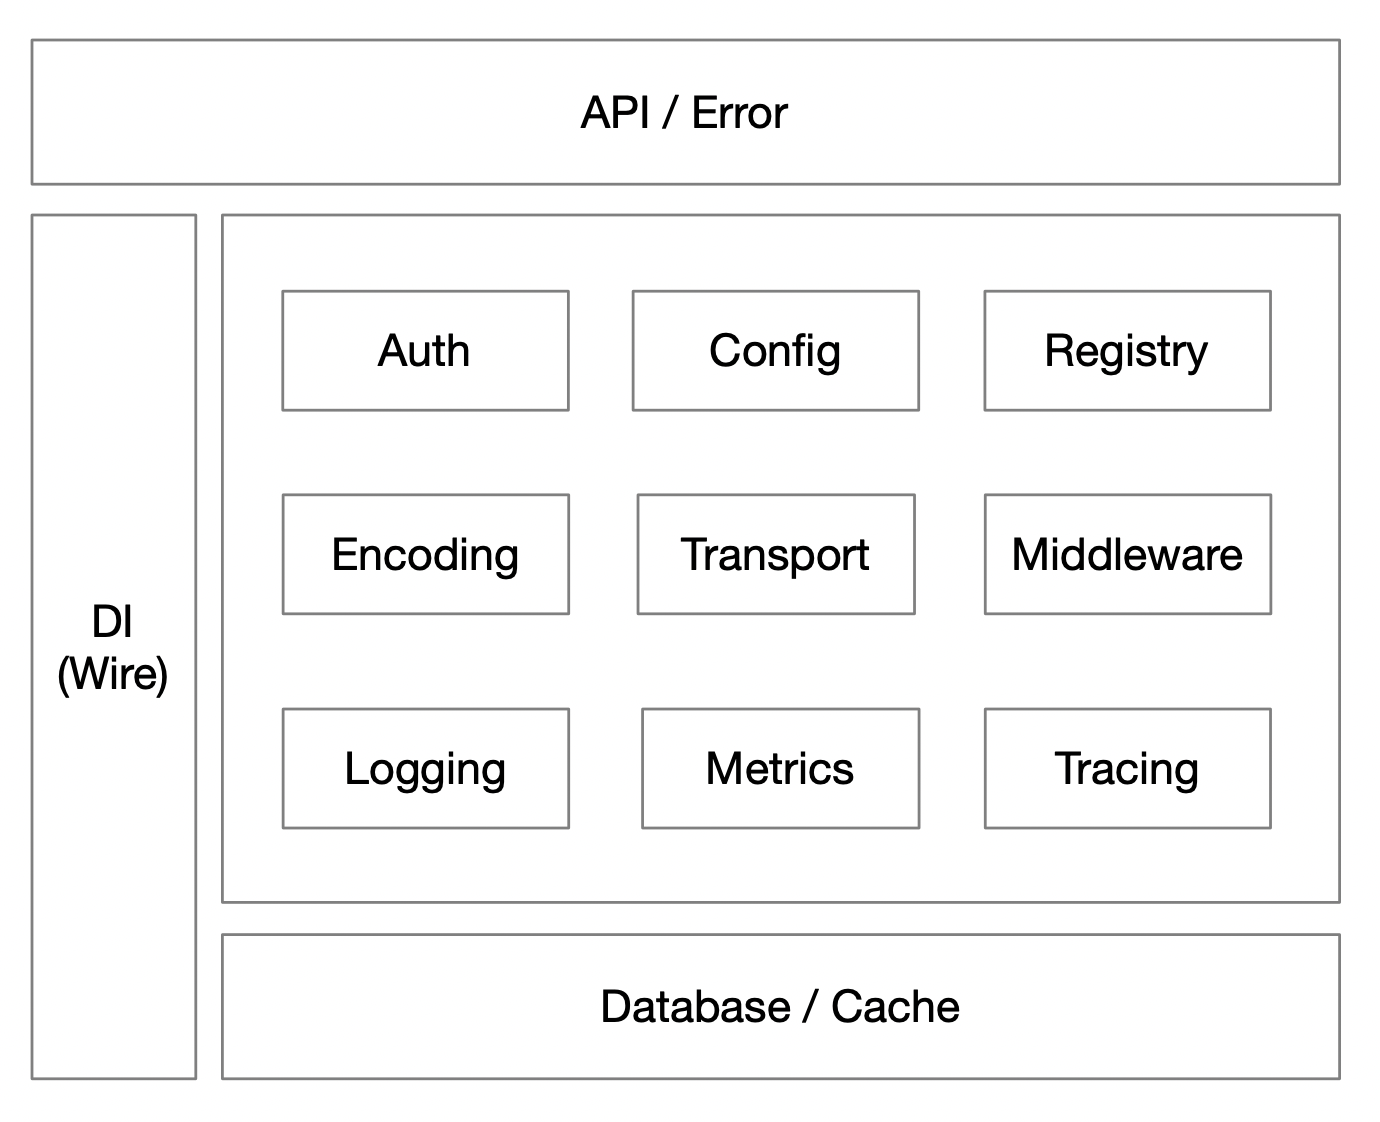 API / Error
DI
(Wire)
Auth
Config
Registry
Encoding
Transport
Middleware
Logging
Metrics
Tracing
Database / Cache